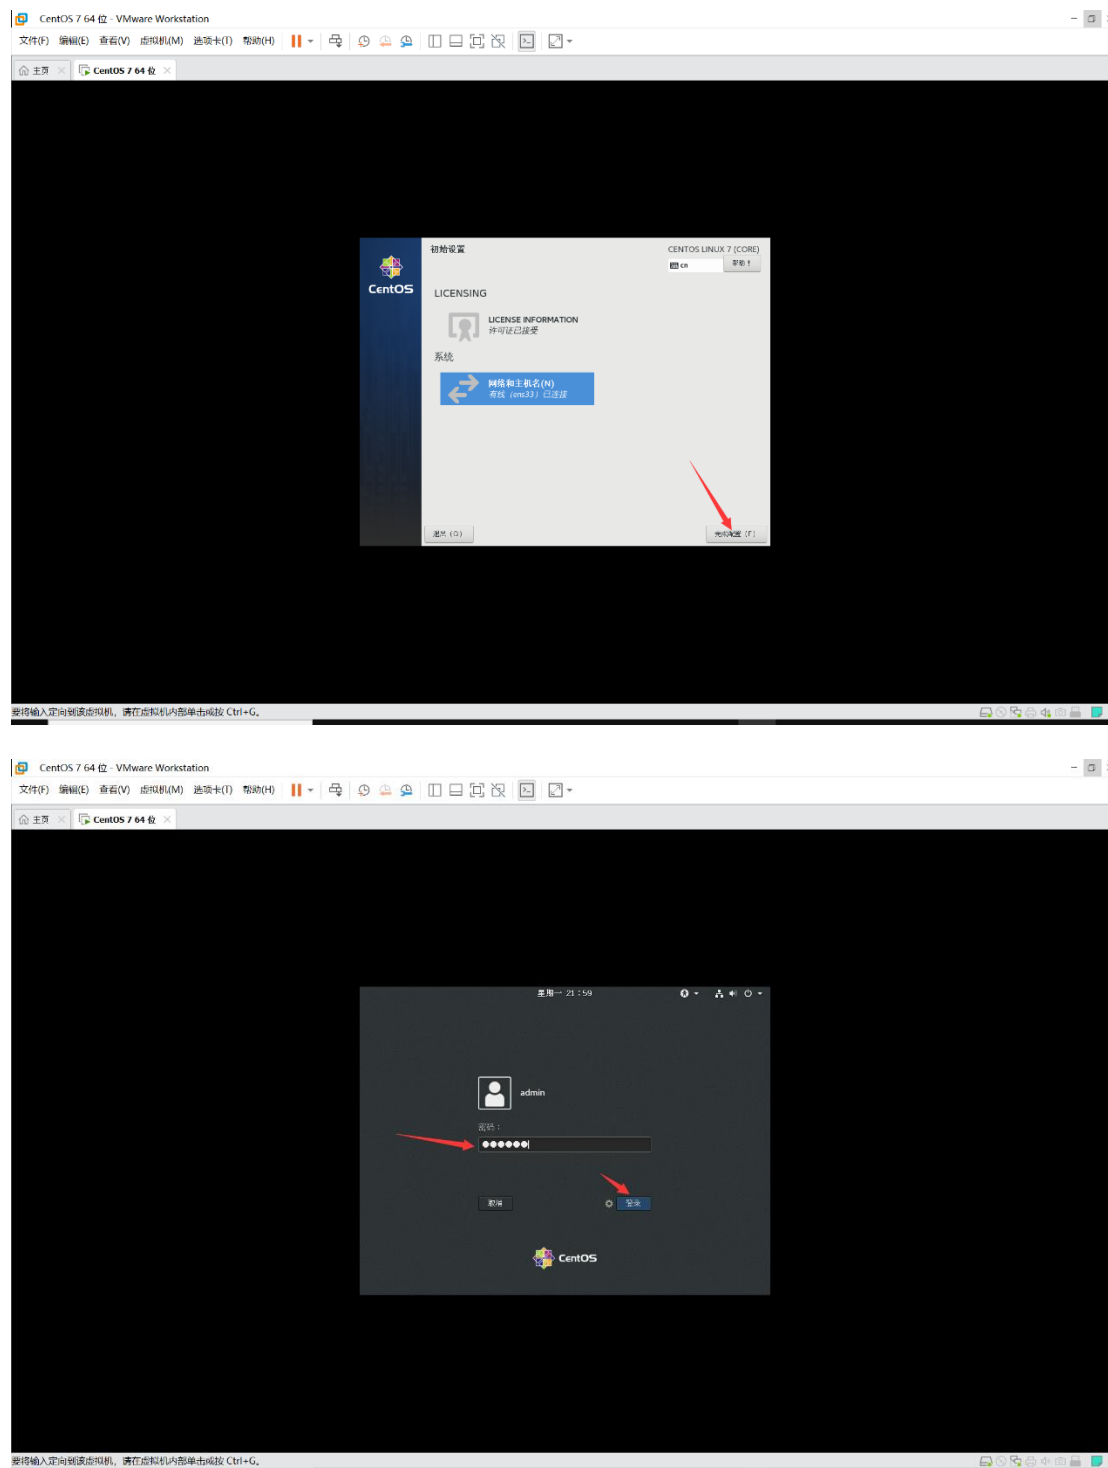 CentOS 7 64 位 - VMware Workstation
文件(F) 编辑(E) 查看(V) 虚拟机(M) 选项卡(T) 帮助(H)
主页 CentOS 7 64 位
初始设置
CENTOS LINUX 7 (CORE)
cn 帮助！
CentOS
LICENSING
LICENSE INFORMATION
许可证已接受
系统
网络和主机名(N)
有线（ens33）已连接
退出（Q） 完成配置（F）
要将输入定向到该虚拟机，请在虚拟机内部单击或按 Ctrl+G。
CentOS 7 64 位 - VMware Workstation
文件(F) 编辑(E) 查看(V) 虚拟机(M) 选项卡(T) 帮助(H)
主页 CentOS 7 64 位
星期一 21：59
admin
密码：
取消 登录
CentOS
要将输入定向到该虚拟机，请在虚拟机内部单击或按 Ctrl+G。